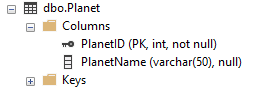 dbo.Planet
Columns
PlanetID (PK, int, not null)
PlanetName (varchar(50), null)
Keys